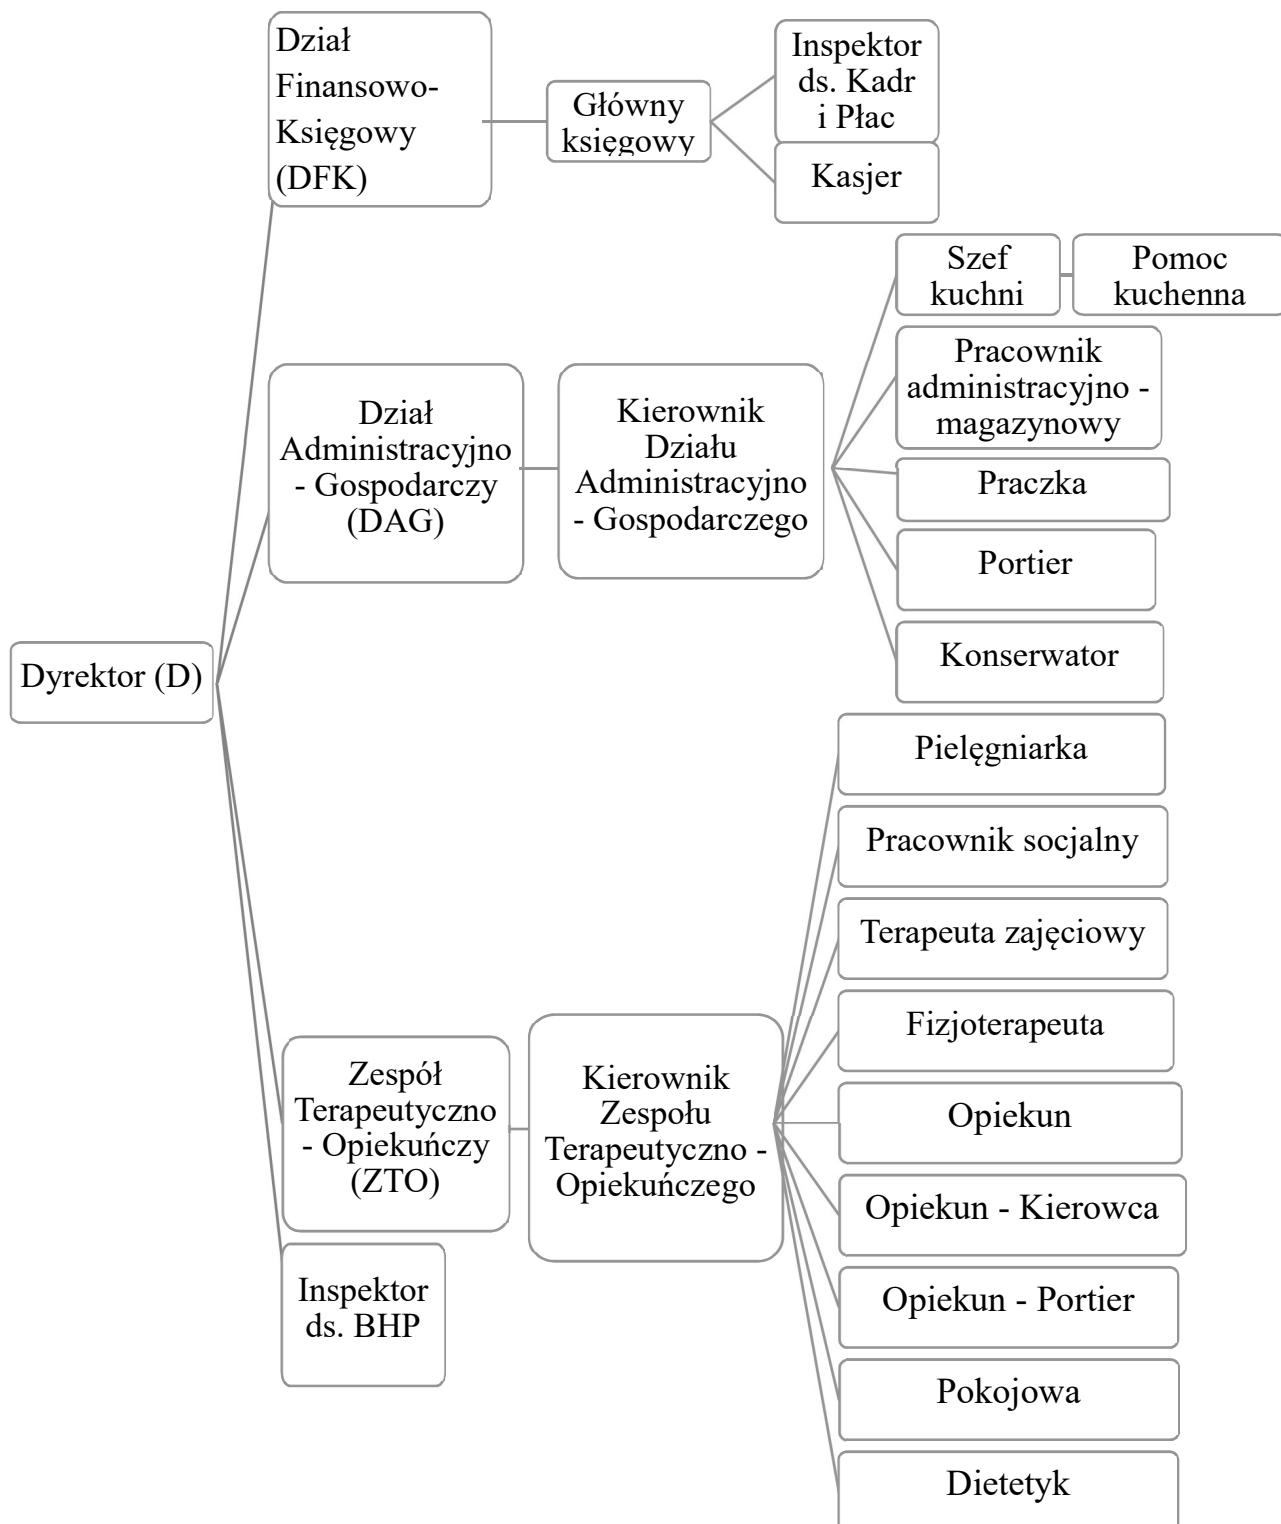 Dział
Finansowo-
Księgowy
(DFK)
Główny
księgowy
Inspektor
ds. Kadr
i Płac
Kasjer
Szef
kuchni
Pomoc
kuchenna
Pracownik
administracyjno -
magazynowy
Praczka
Portier
Konserwator
Dział
Administracyjno
- Gospodarczy
(DAG)
Kierownik
Działu
Administracyjno
- Gospodarczego
Dyrektor (D)
Pielęgniarka
Pracownik socjalny
Terapeuta zajęciowy
Fizjoterapeuta
Opiekun
Opiekun - Kierowca
Opiekun - Portier
Pokojowa
Dietetyk
Zespół
Terapeutyczno
- Opiekuńczy
(ZTO)
Kierownik
Zespołu
Terapeutyczno -
Opiekuńczego
Inspektor
ds. BHP